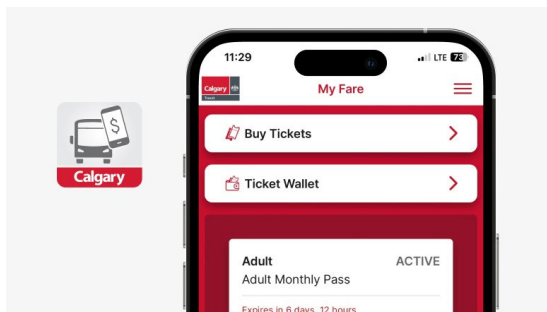 11:29
LTE 73
Calgary
My Fare
Buy Tickets
$
Calgary
Ticket Wallet
Adult ACTIVE
Adult Monthly Pass
Expires in 6 days, 12 hours